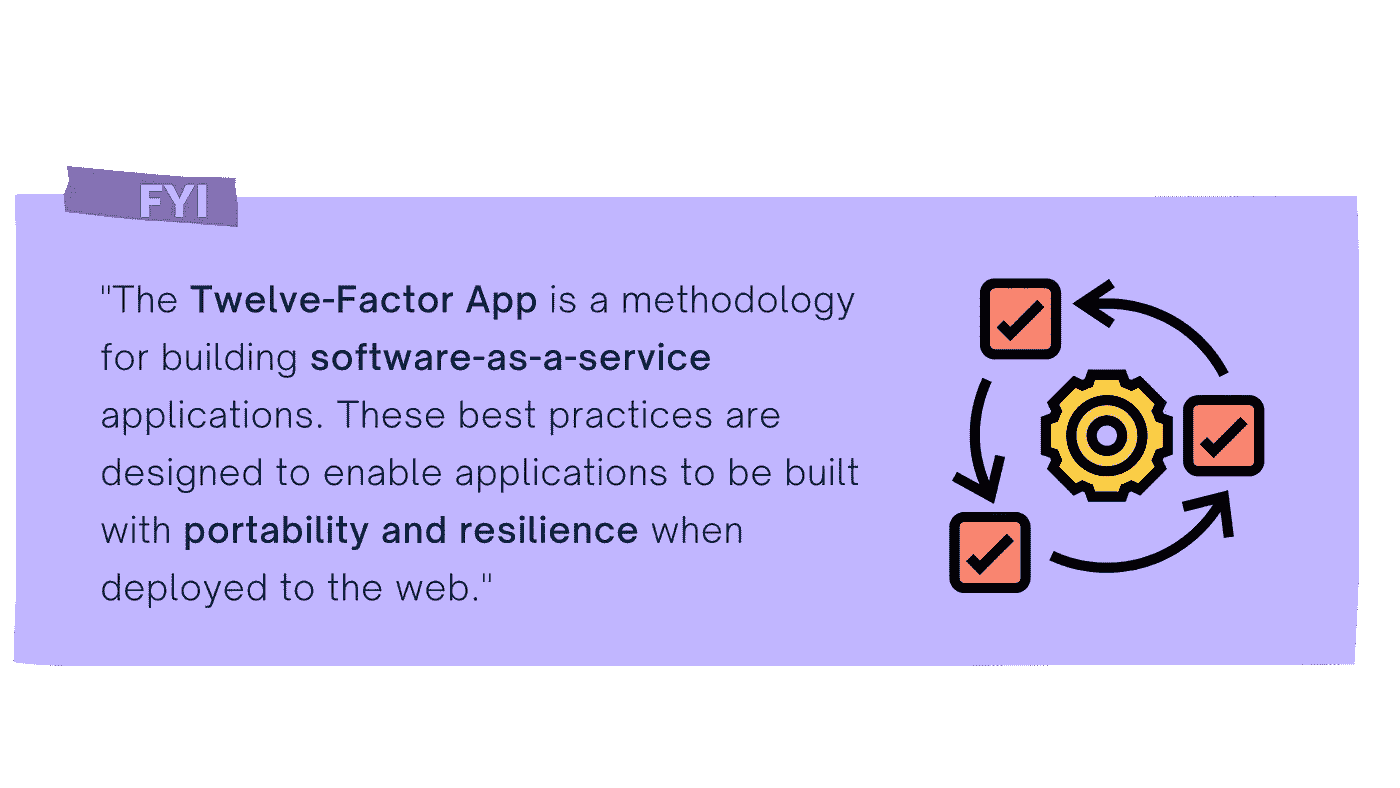 FYI
"The Twelve-Factor App is a methodology
for building software-as-a-service
applications. These best practices are
designed to enable applications to be built
with portability and resilience when
deployed to the web."